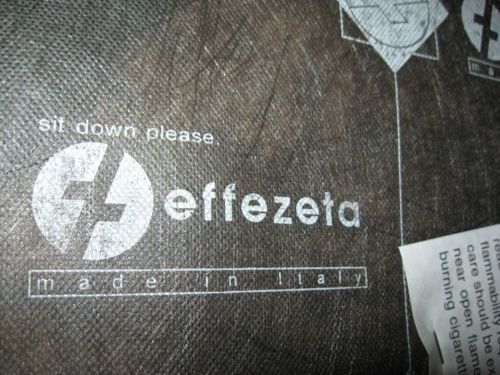 sit down please
effezeta
made in Italy
flammability
care should be
near open flame
burning cigarett